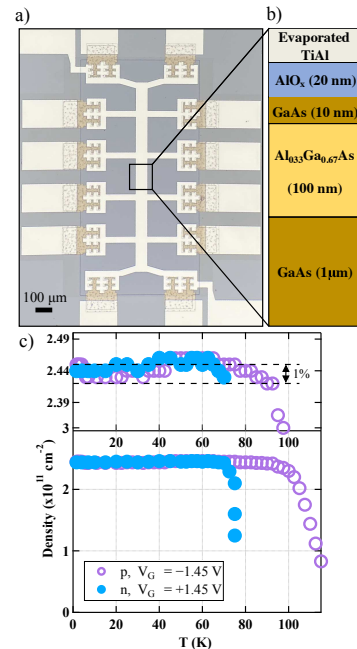 a)
b)
Evaporated
TiAl
AlOx (20 nm)
GaAs (10 nm)
Al033Ga0.67As
(100 nm)
GaAs (1μm)
100 μm
c)
2.49
2.44
2.39
1%
3
0 20 40 60 80 100
2
1
0
Density (x10¹¹ cm⁻²)
p, VG = −1.45 V
n, VG = +1.45 V
0 20 40 60 80 100
T (K)